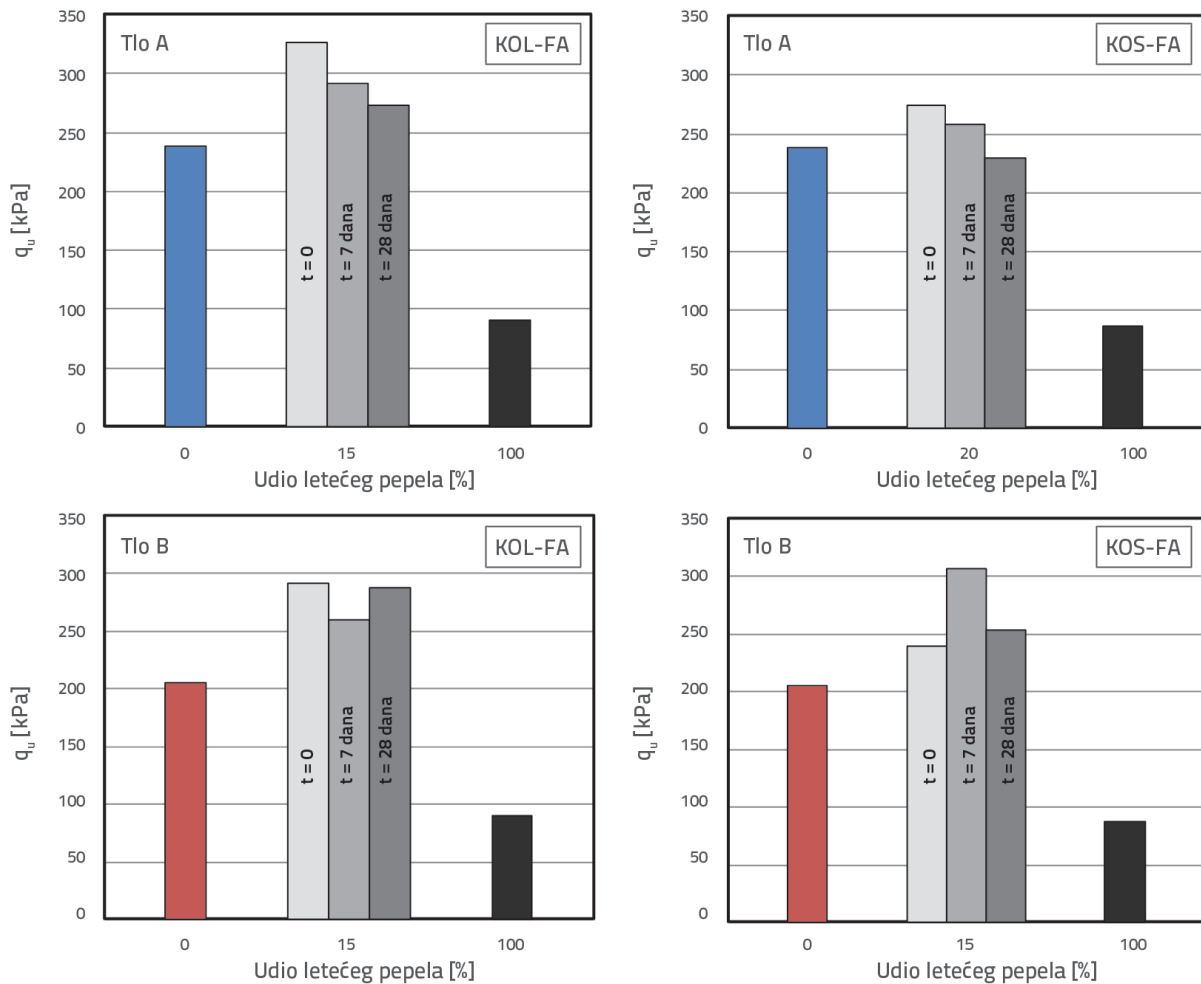 Tlo A
KOL-FA
350
300
250
200
150
100
50
0
q_u [kPa]
t = 0
t = 7 dana
t = 28 dana
0
15
100
Udio letećeg pepela [%]
Tlo A
KOS-FA
350
300
250
200
150
100
50
0
q_u [kPa]
t = 0
t = 7 dana
t = 28 dana
0
20
100
Udio letećeg pepela [%]
Tlo B
KOL-FA
350
300
250
200
150
100
50
0
q_u [kPa]
t = 0
t = 7 dana
t = 28 dana
0
15
100
Udio letećeg pepela [%]
Tlo B
KOS-FA
350
300
250
200
150
100
50
0
q_u [kPa]
t = 0
t = 7 dana
t = 28 dana
0
15
100
Udio letećeg pepela [%]